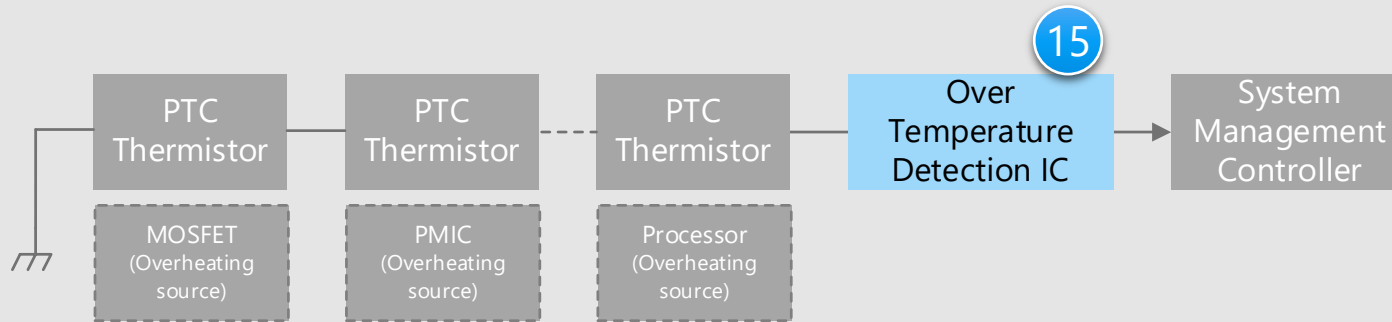 15
PTC
Thermistor
PTC
Thermistor
PTC
Thermistor
Over
Temperature
Detection IC
System
Management
Controller
MOSFET
(Overheating
source)
PMIC
(Overheating
source)
Processor
(Overheating
source)